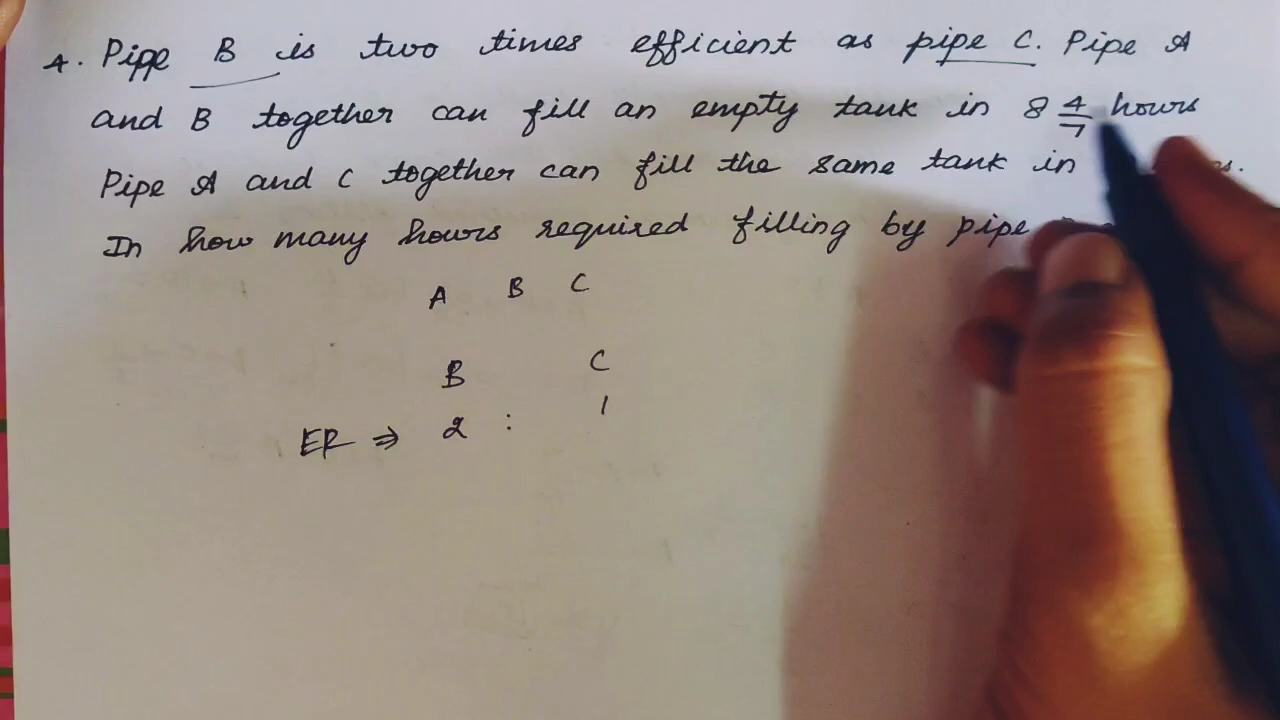 4. Pipe B is two times efficient as pipe C. Pipe A
and B together can fill an empty tank in 8 4/7 hours
Pipe A and C together can fill the same tank in
In how many hours required filling by pipe
A B C
B C
ER ⇒ 2 : 1